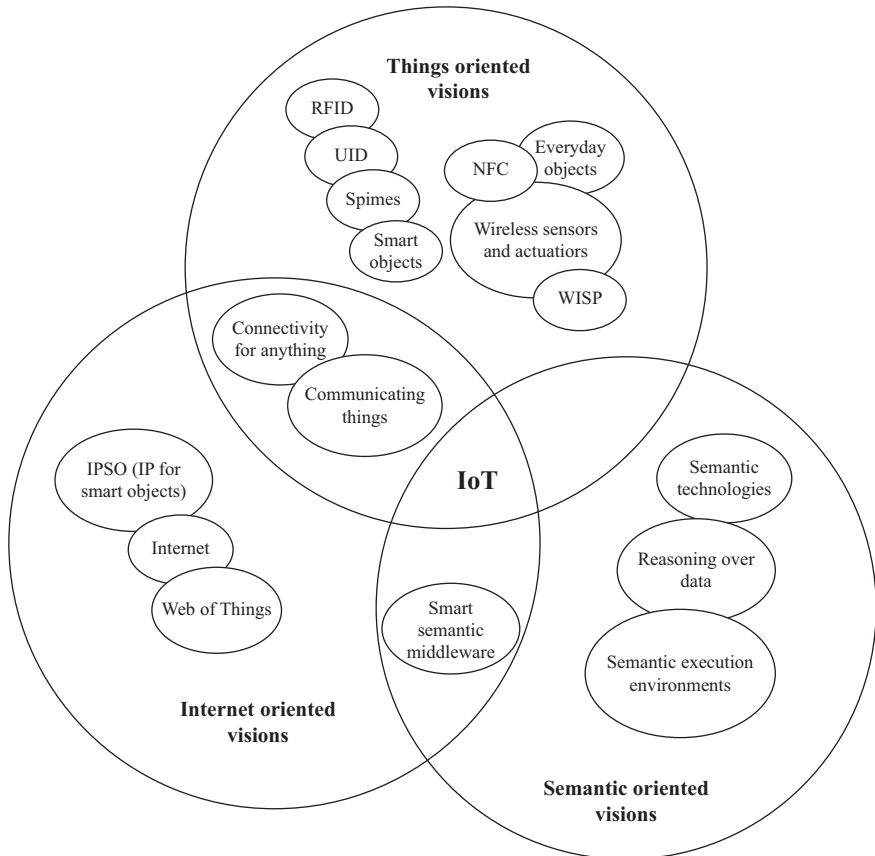 Things oriented
visions
RFID
UID
Spimes
Smart
objects
Everyday
objects
NFC
Wireless sensors
and actuatiors
WISP
Connectivity
for anything
Communicating
things
IoT
IPSO (IP for
smart objects)
Internet
Web of Things
Smart
semantic
middleware
Semantic
technologies
Reasoning over
data
Semantic execution
environments
Internet oriented
visions
Semantic oriented
visions